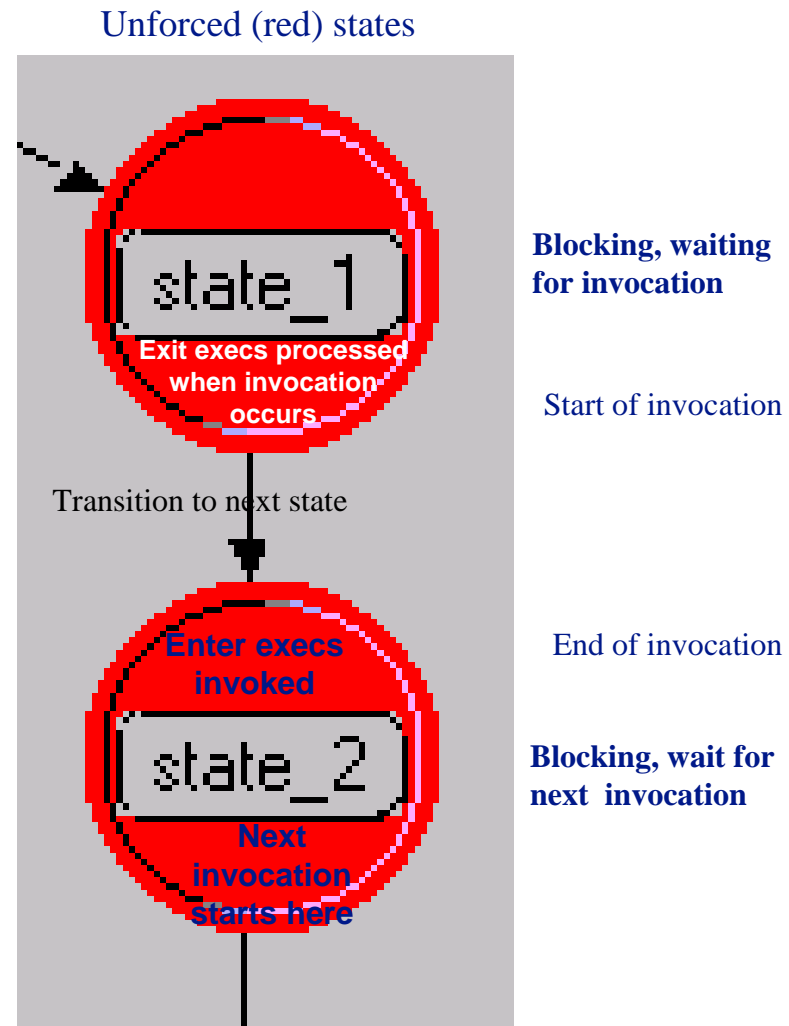 Unforced (red) states
state_1
Blocking, waiting
for invocation
Exit execs processed
when invocation
occurs
Start of invocation
Transition to next state
Enter execs
invoked
End of invocation
state_2
Blocking, wait for
next invocation
Next
invocation
starts here